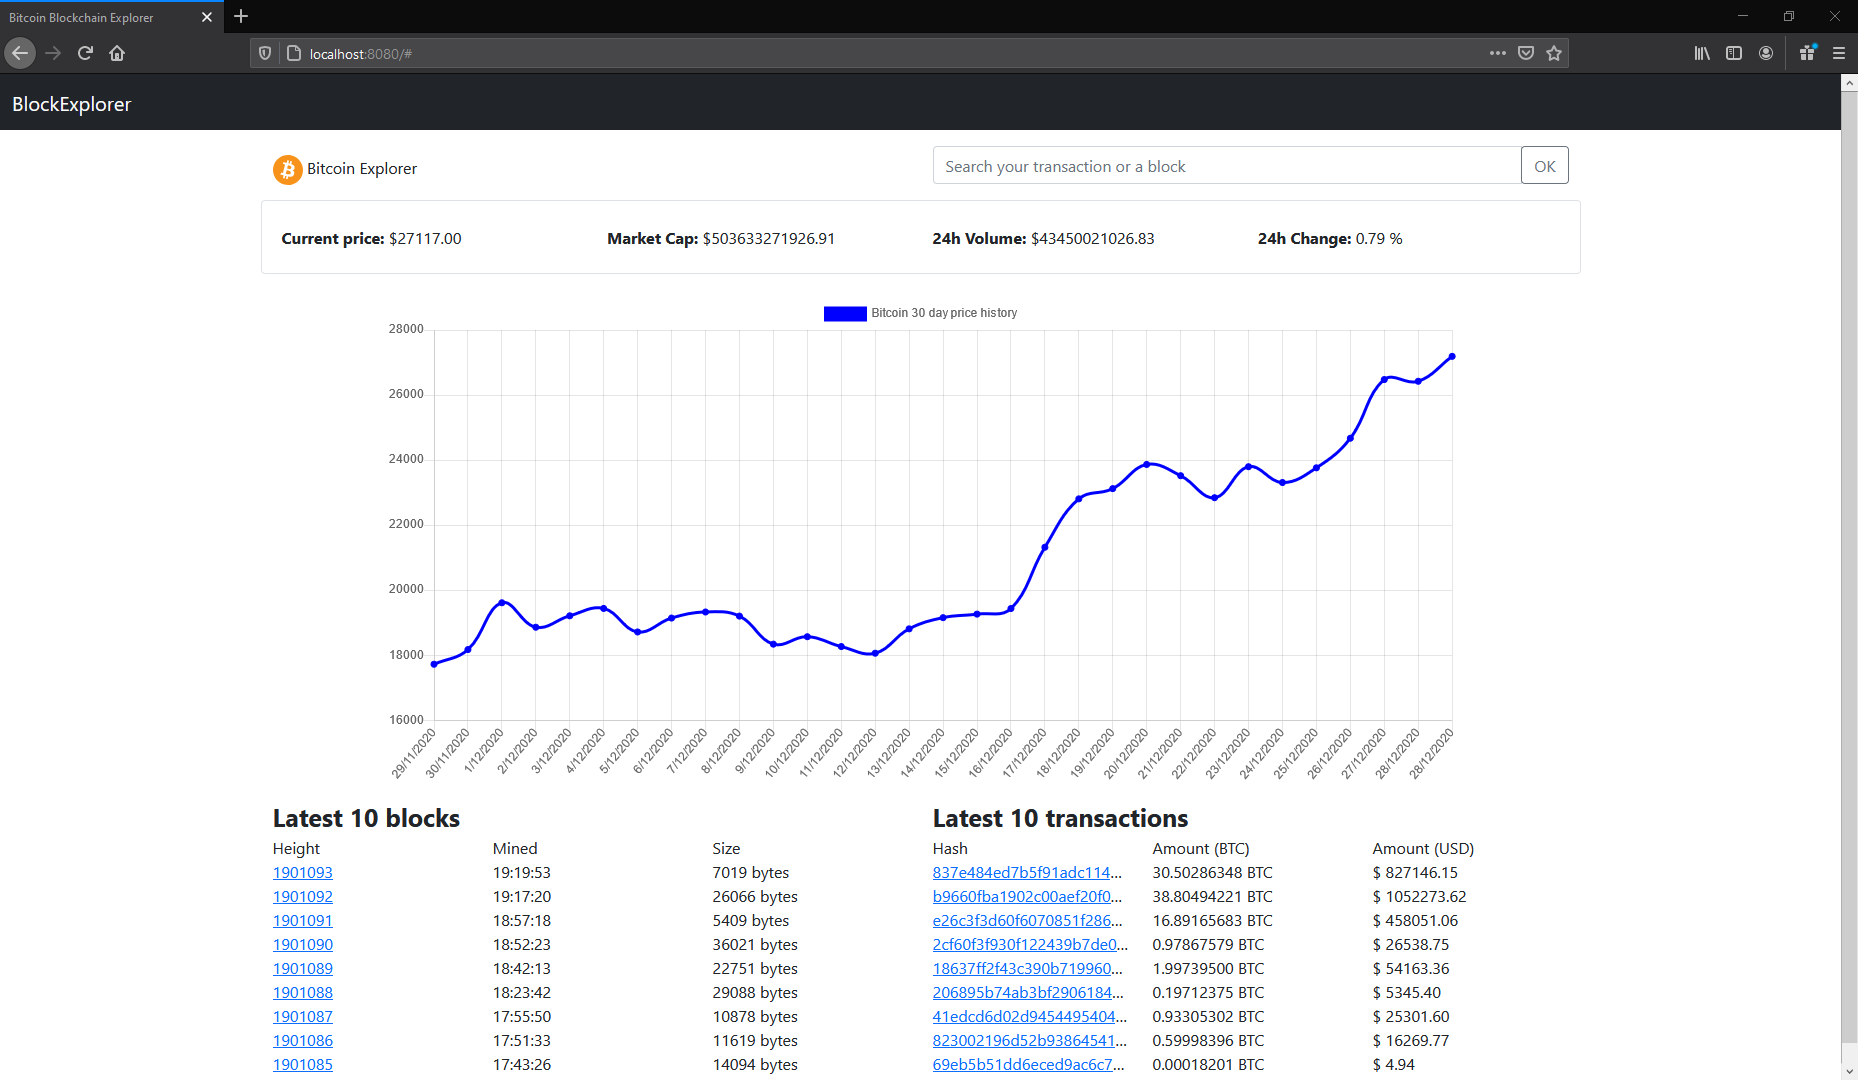 Bitcoin Blockchain Explorer
localhost:8080/#
BlockExplorer
Bitcoin Explorer
Search your transaction or a block
OK
Current price: $27117.00 Market Cap: $503633271926.91 24h Volume: $43450021026.83 24h Change: 0.79 %
Bitcoin 30 day price history
28000
26000
24000
22000
20000
18000
16000
29/11/2020 30/11/2020 1/12/2020 2/12/2020 3/12/2020 4/12/2020 5/12/2020 6/12/2020 7/12/2020 8/12/2020 9/12/2020 10/12/2020 11/12/2020 12/12/2020 13/12/2020 14/12/2020 15/12/2020 16/12/2020 17/12/2020 18/12/2020 19/12/2020 20/12/2020 21/12/2020 22/12/2020 23/12/2020 24/12/2020 25/12/2020 26/12/2020 27/12/2020 28/12/2020 28/12/2020
Latest 10 blocks
Height Mined Size
1901093 19:19:53 7019 bytes
1901092 19:17:20 26066 bytes
1901091 18:57:18 5409 bytes
1901090 18:52:23 36021 bytes
1901089 18:42:13 22751 bytes
1901088 18:23:42 29088 bytes
1901087 17:55:50 10878 bytes
1901086 17:51:33 11619 bytes
1901085 17:43:26 14094 bytes
Latest 10 transactions
Hash Amount (BTC) Amount (USD)
837e484ed7b5f91adc114... 30.50286348 BTC $ 827146.15
b9660fba1902c00aef20f0... 38.80494221 BTC $ 1052273.62
e26c3f3d60f6070851f286... 16.89165683 BTC $ 458051.06
2cf60f3f930f122439b7de0... 0.97867579 BTC $ 26538.75
18637ff2f43c390b719960... 1.99739500 BTC $ 54163.36
206895b74ab3bf2906184... 0.19712375 BTC $ 5345.40
41edcd6d02d9454495404... 0.93305302 BTC $ 25301.60
823002196d52b93864541... 0.59998396 BTC $ 16269.77
69eb5b51dd6eced9ac6c7... 0.00018201 BTC $ 4.94